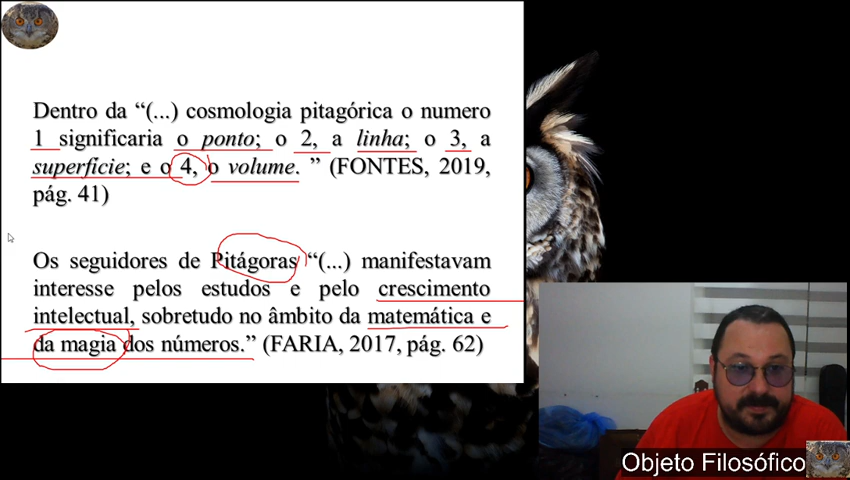 Dentro da “(...) cosmologia pitagórica o numero
1 significaria o ponto; o 2, a linha; o 3, a
superfície; e o 4, o volume. ” (FONTES, 2019,
pág. 41)
Os seguidores de Pitágoras “(...) manifestavam
interesse pelos estudos e pelo crescimento
intelectual, sobretudo no âmbito da matemática e
da magia dos números.” (FARIA, 2017, pág. 62)
Objeto Filosófico